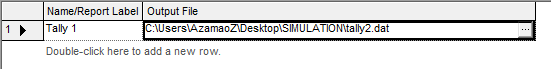 Name/Report Label Output File
1 Tally 1 C:\Users\AzamaoZ\Desktop\SIMULATION\tally2.dat ...
Double-click here to add a new row.